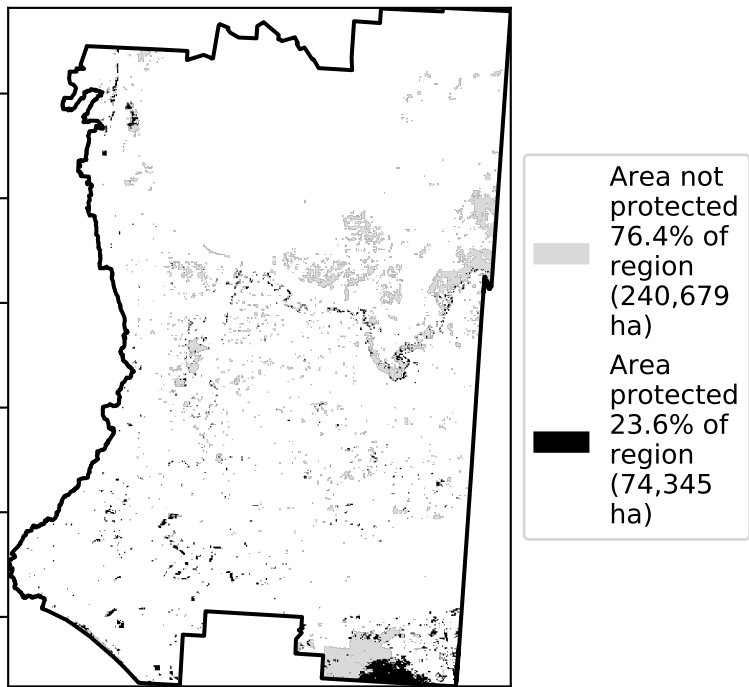 Area not
protected
76.4% of
region
(240,679
ha)
Area
protected
23.6% of
region
(74,345
ha)